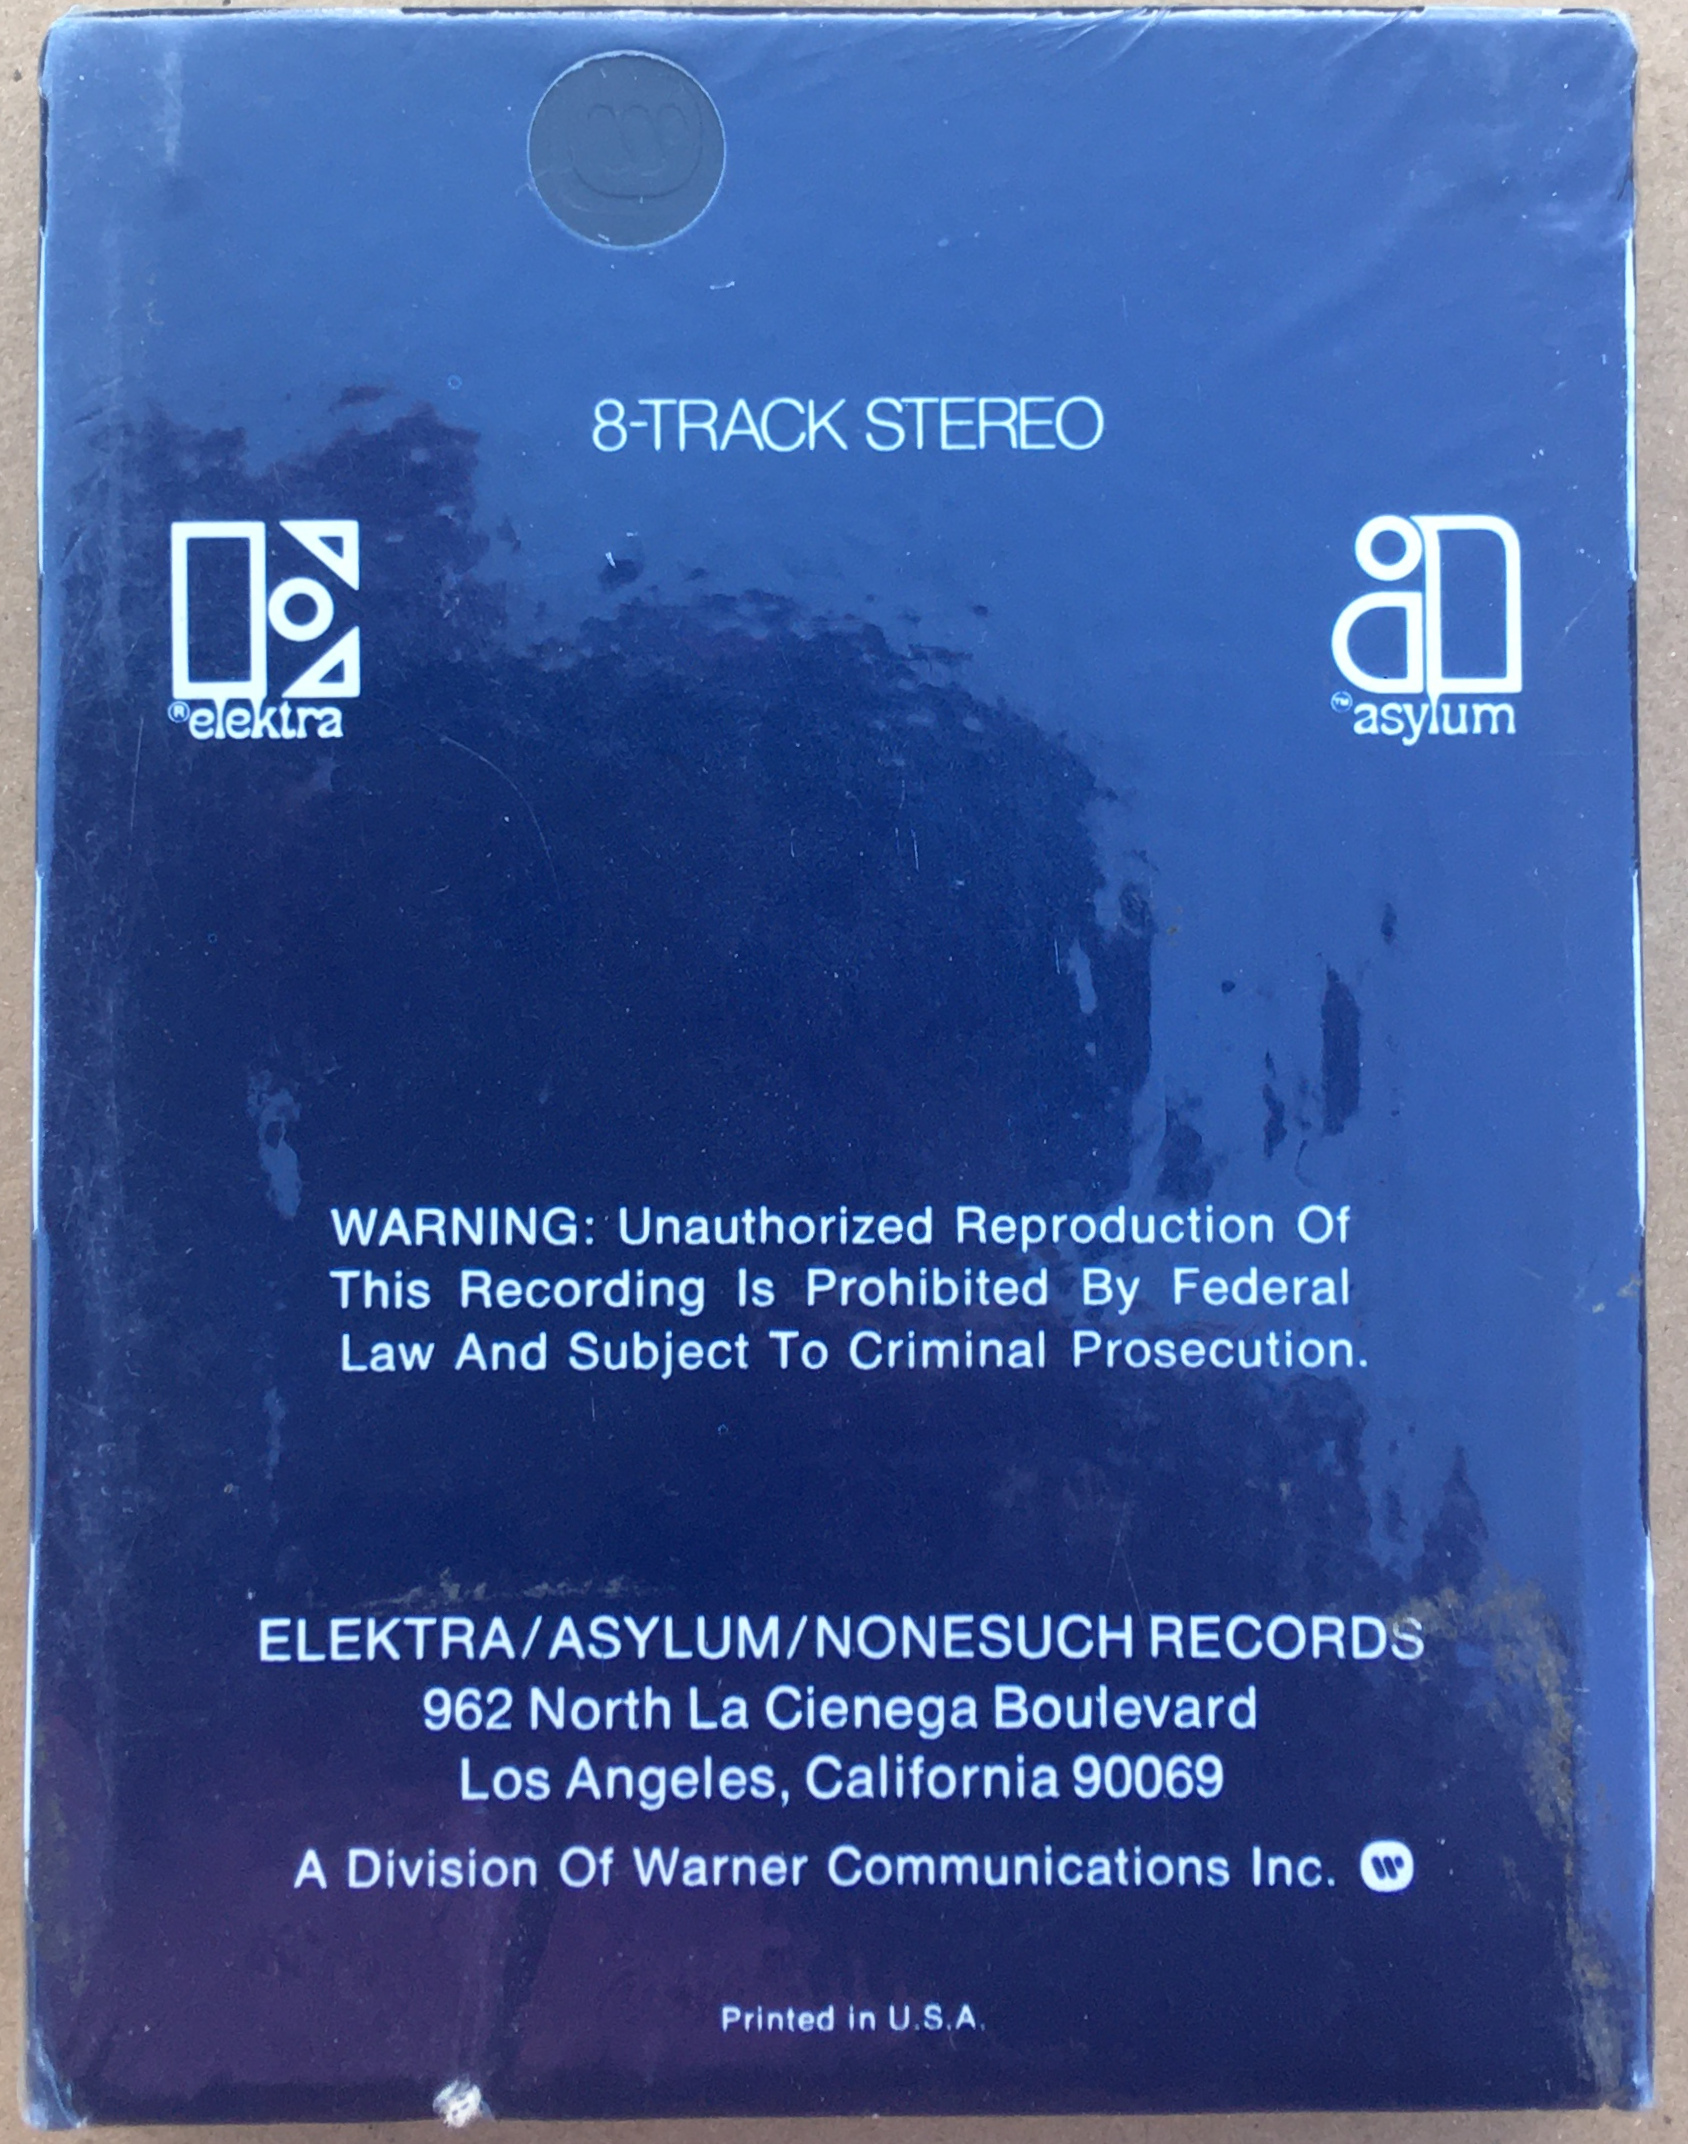 8-TRACK STEREO
® elektra
™ asylum
WARNING: Unauthorized Reproduction Of
This Recording Is Prohibited By Federal
Law And Subject To Criminal Prosecution.
ELEKTRA/ASYLUM/NONESUCH RECORDS
962 North La Cienega Boulevard
Los Angeles, California 90069
A Division Of Warner Communications Inc.
Printed in U.S.A.